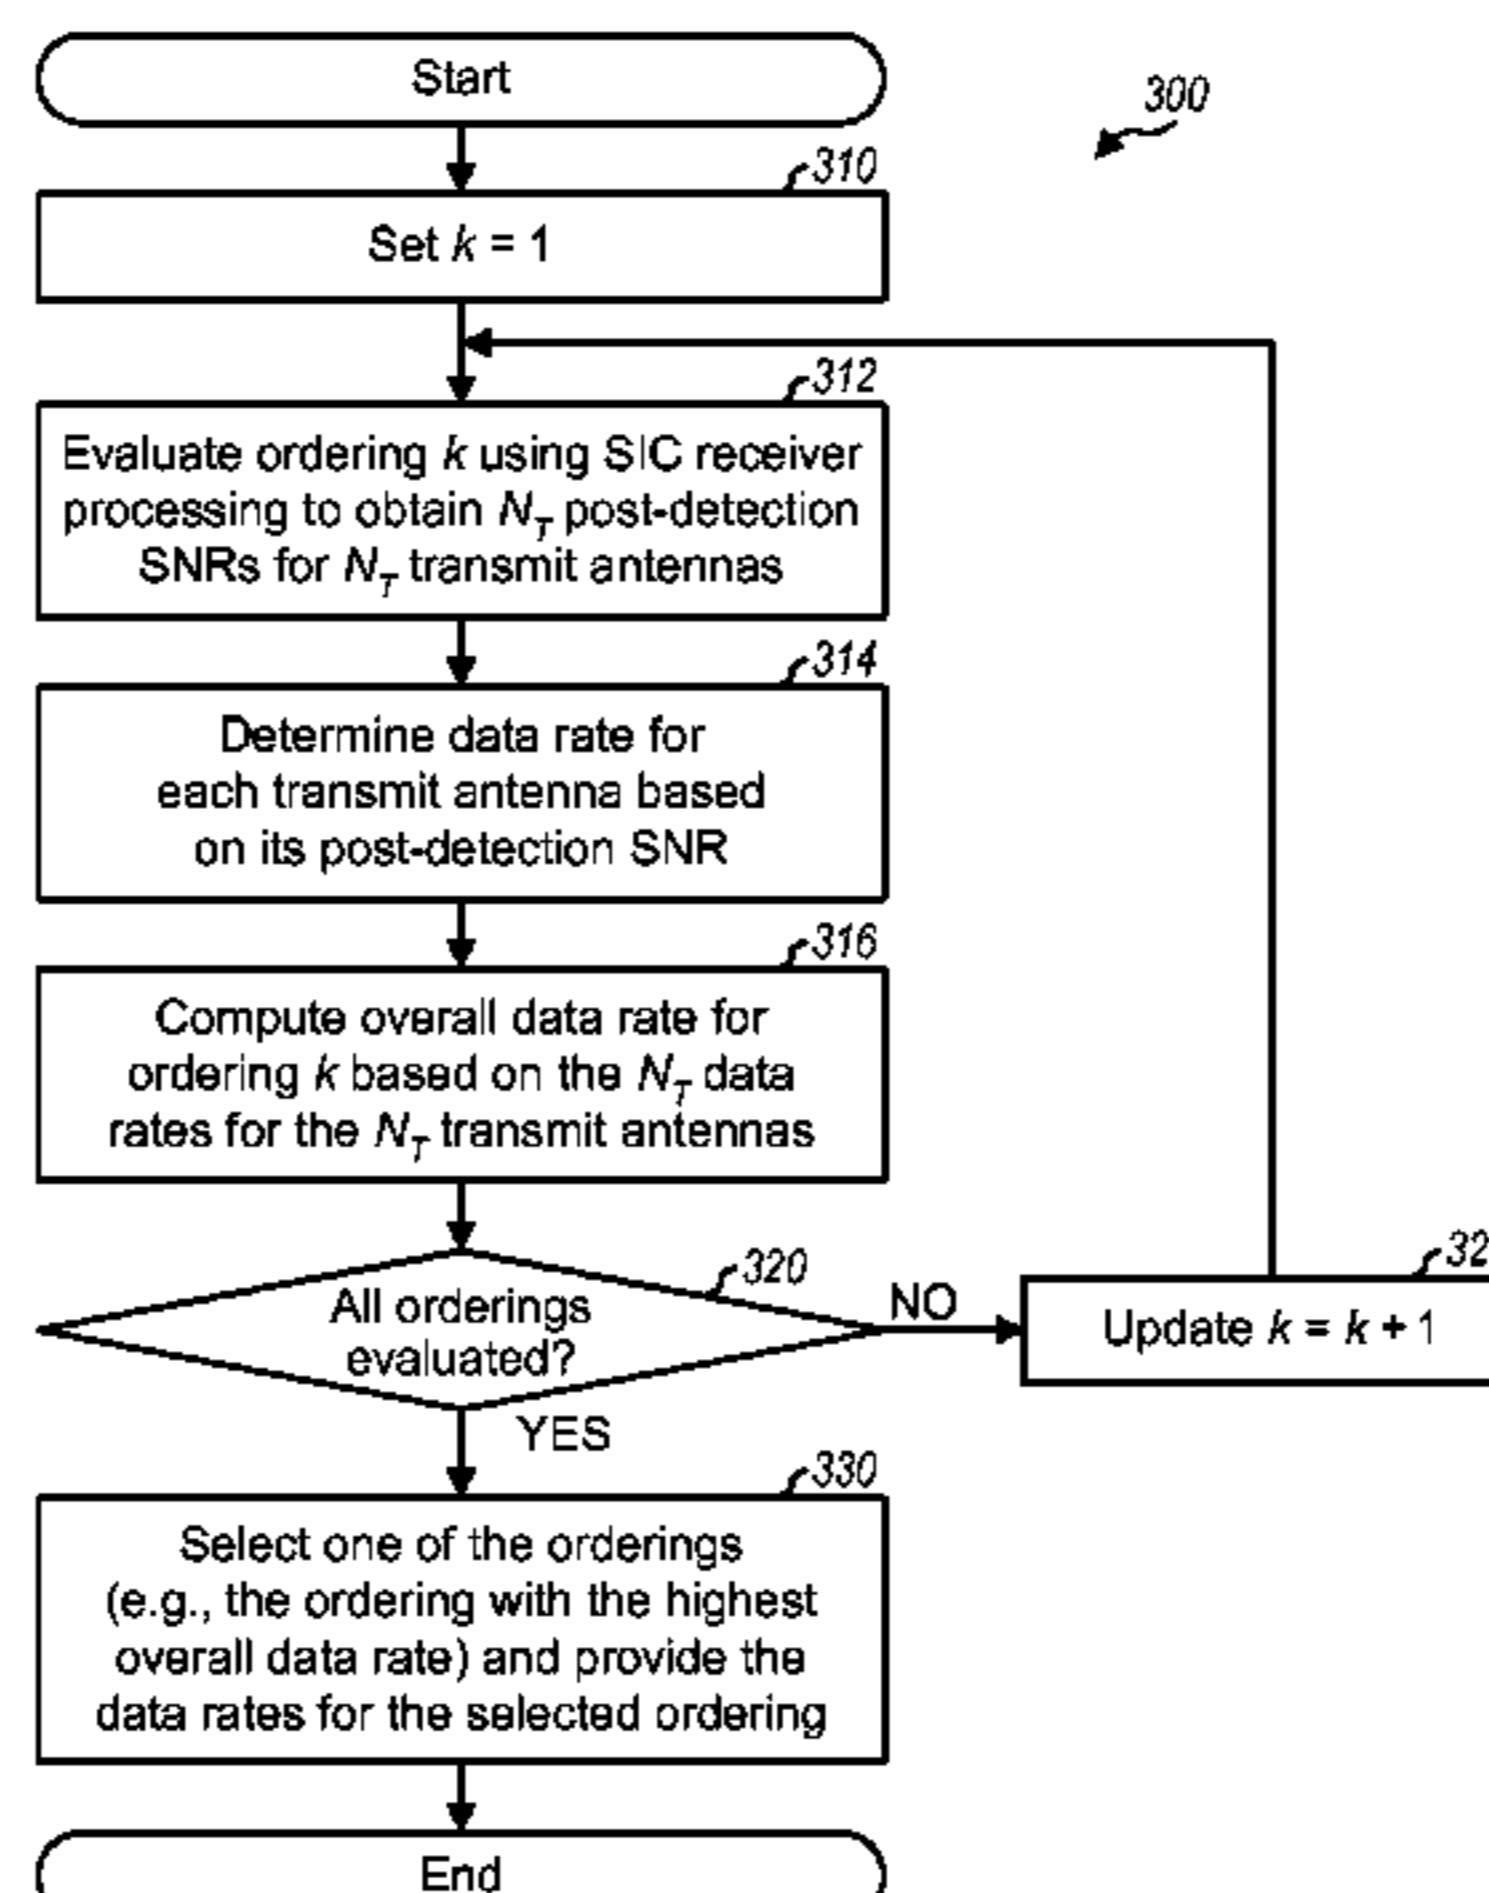 Start
300
310
Set k = 1
312
Evaluate ordering k using SIC receiver
processing to obtain N_T post-detection
SNRs for N_T transmit antennas
314
Determine data rate for
each transmit antenna based
on its post-detection SNR
316
Compute overall data rate for
ordering k based on the N_T data
rates for the N_T transmit antennas
320
All orderings
evaluated?
NO
Update k = k + 1
YES
330
Select one of the orderings
(e.g., the ordering with the highest
overall data rate) and provide the
data rates for the selected ordering
End